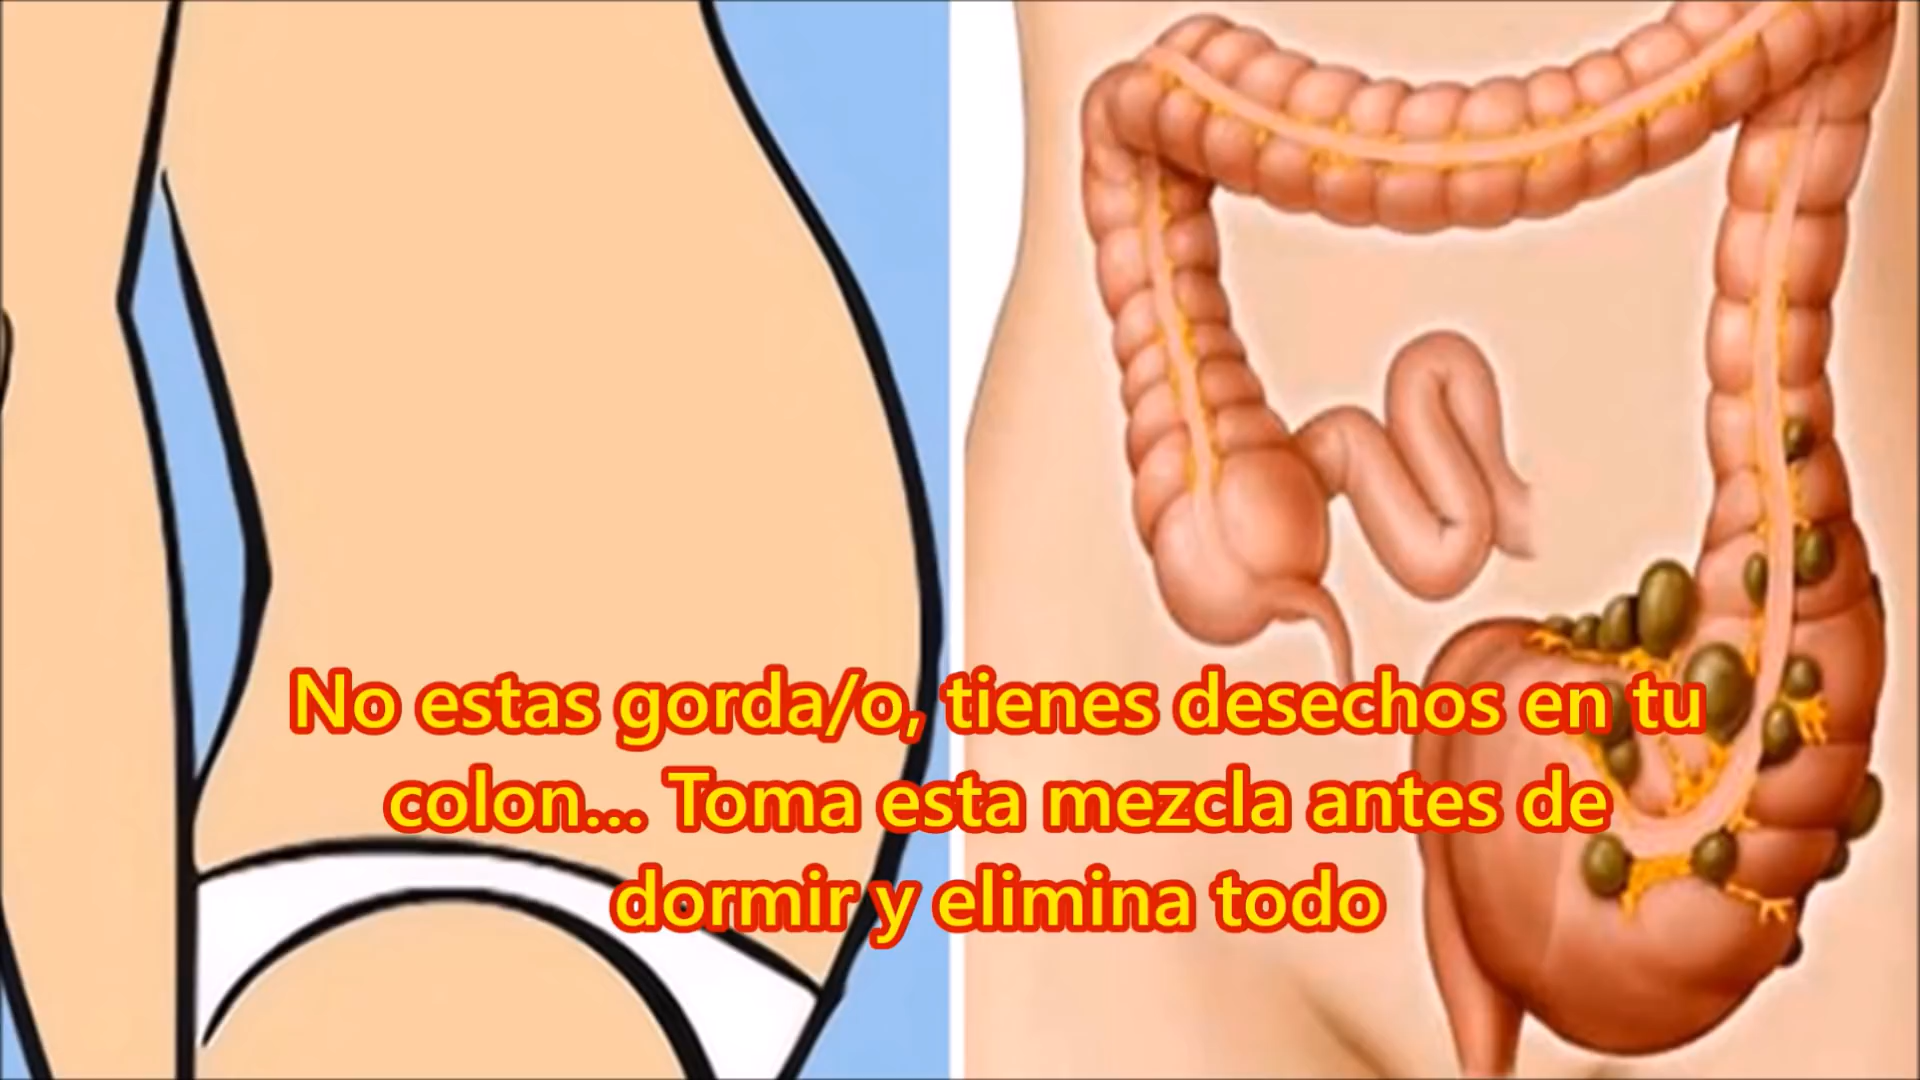 No estas gorda/o, tienes desechos en tu
colon... Toma esta mezcla antes de
dormir y elimina todo